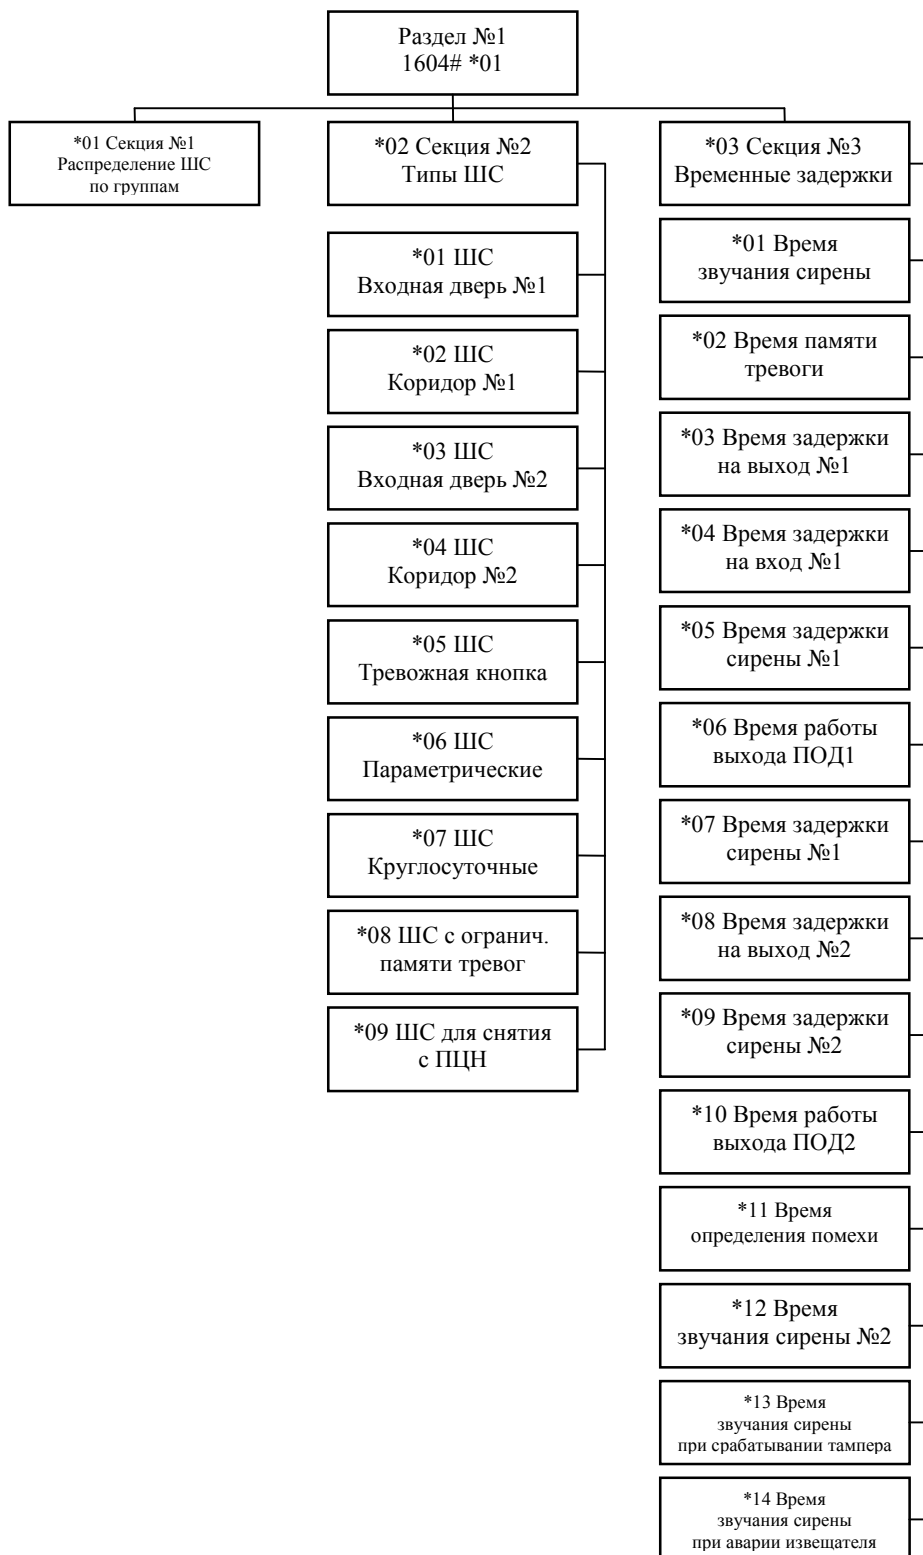 Раздел №1
1604# *01
*01 Секция №1
Распределение ШС
по группам
*02 Секция №2
Типы ШС
*01 ШС
Входная дверь №1
*02 ШС
Коридор №1
*03 ШС
Входная дверь №2
*04 ШС
Коридор №2
*05 ШС
Тревожная кнопка
*06 ШС
Параметрические
*07 ШС
Круглосуточные
*08 ШС с огранич.
памяти тревог
*09 ШС для снятия
с ПЦН
*03 Секция №3
Временные задержки
*01 Время
звучания сирены
*02 Время памяти
тревоги
*03 Время задержки
на выход №1
*04 Время задержки
на вход №1
*05 Время задержки
сирены №1
*06 Время работы
выхода ПОД1
*07 Время задержки
сирены №1
*08 Время задержки
на выход №2
*09 Время задержки
сирены №2
*10 Время работы
выхода ПОД2
*11 Время
определения помехи
*12 Время
звучания сирены №2
*13 Время
звучания сирены
при срабатывании тампера
*14 Время
звучания сирены
при аварии извещателя